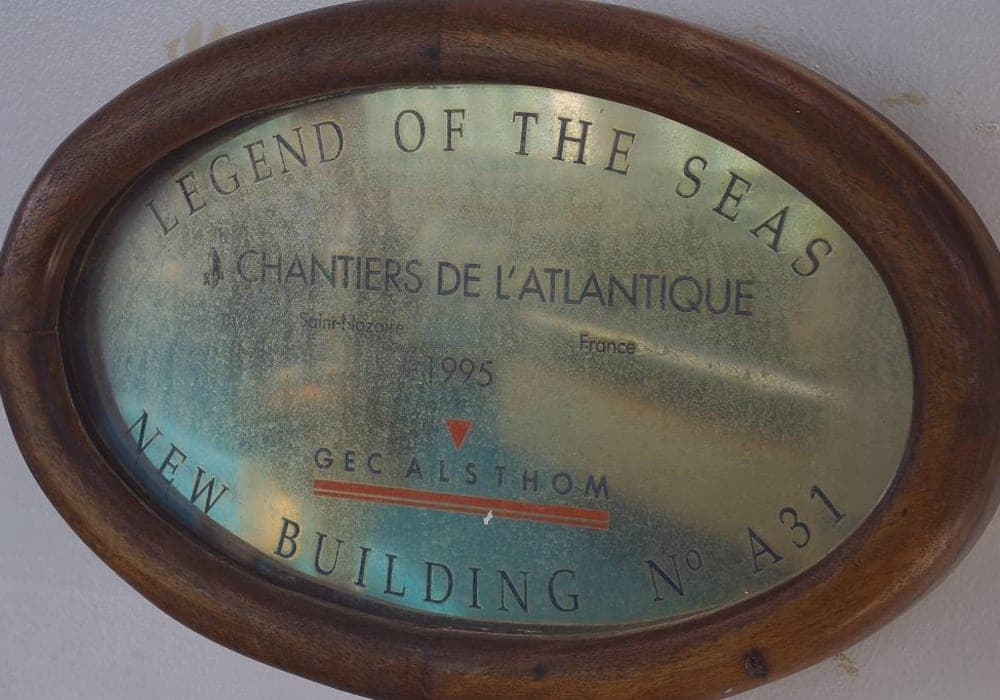 LEGEND OF THE SEAS
CHANTIERS DE L'ATLANTIQUE
Saint-Nazaire France
1995
GEC ALSTHOM
NEW BUILDING Nº A31